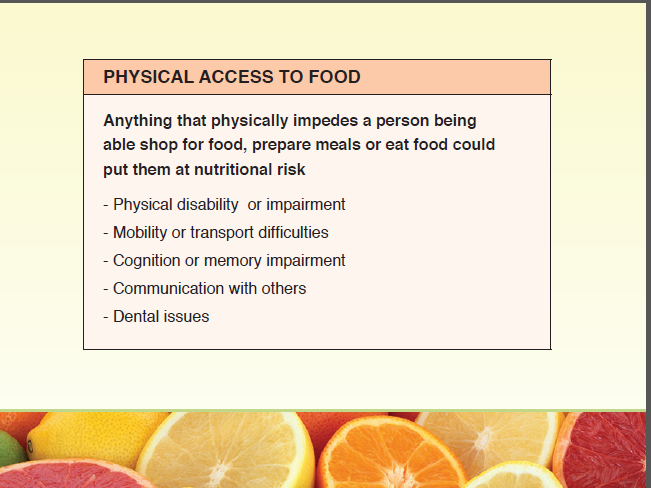 PHYSICAL ACCESS TO FOOD
Anything that physically impedes a person being
able shop for food, prepare meals or eat food could
put them at nutritional risk
- Physical disability  or impairment
- Mobility or transport difficulties
- Cognition or memory impairment
- Communication with others
- Dental issues